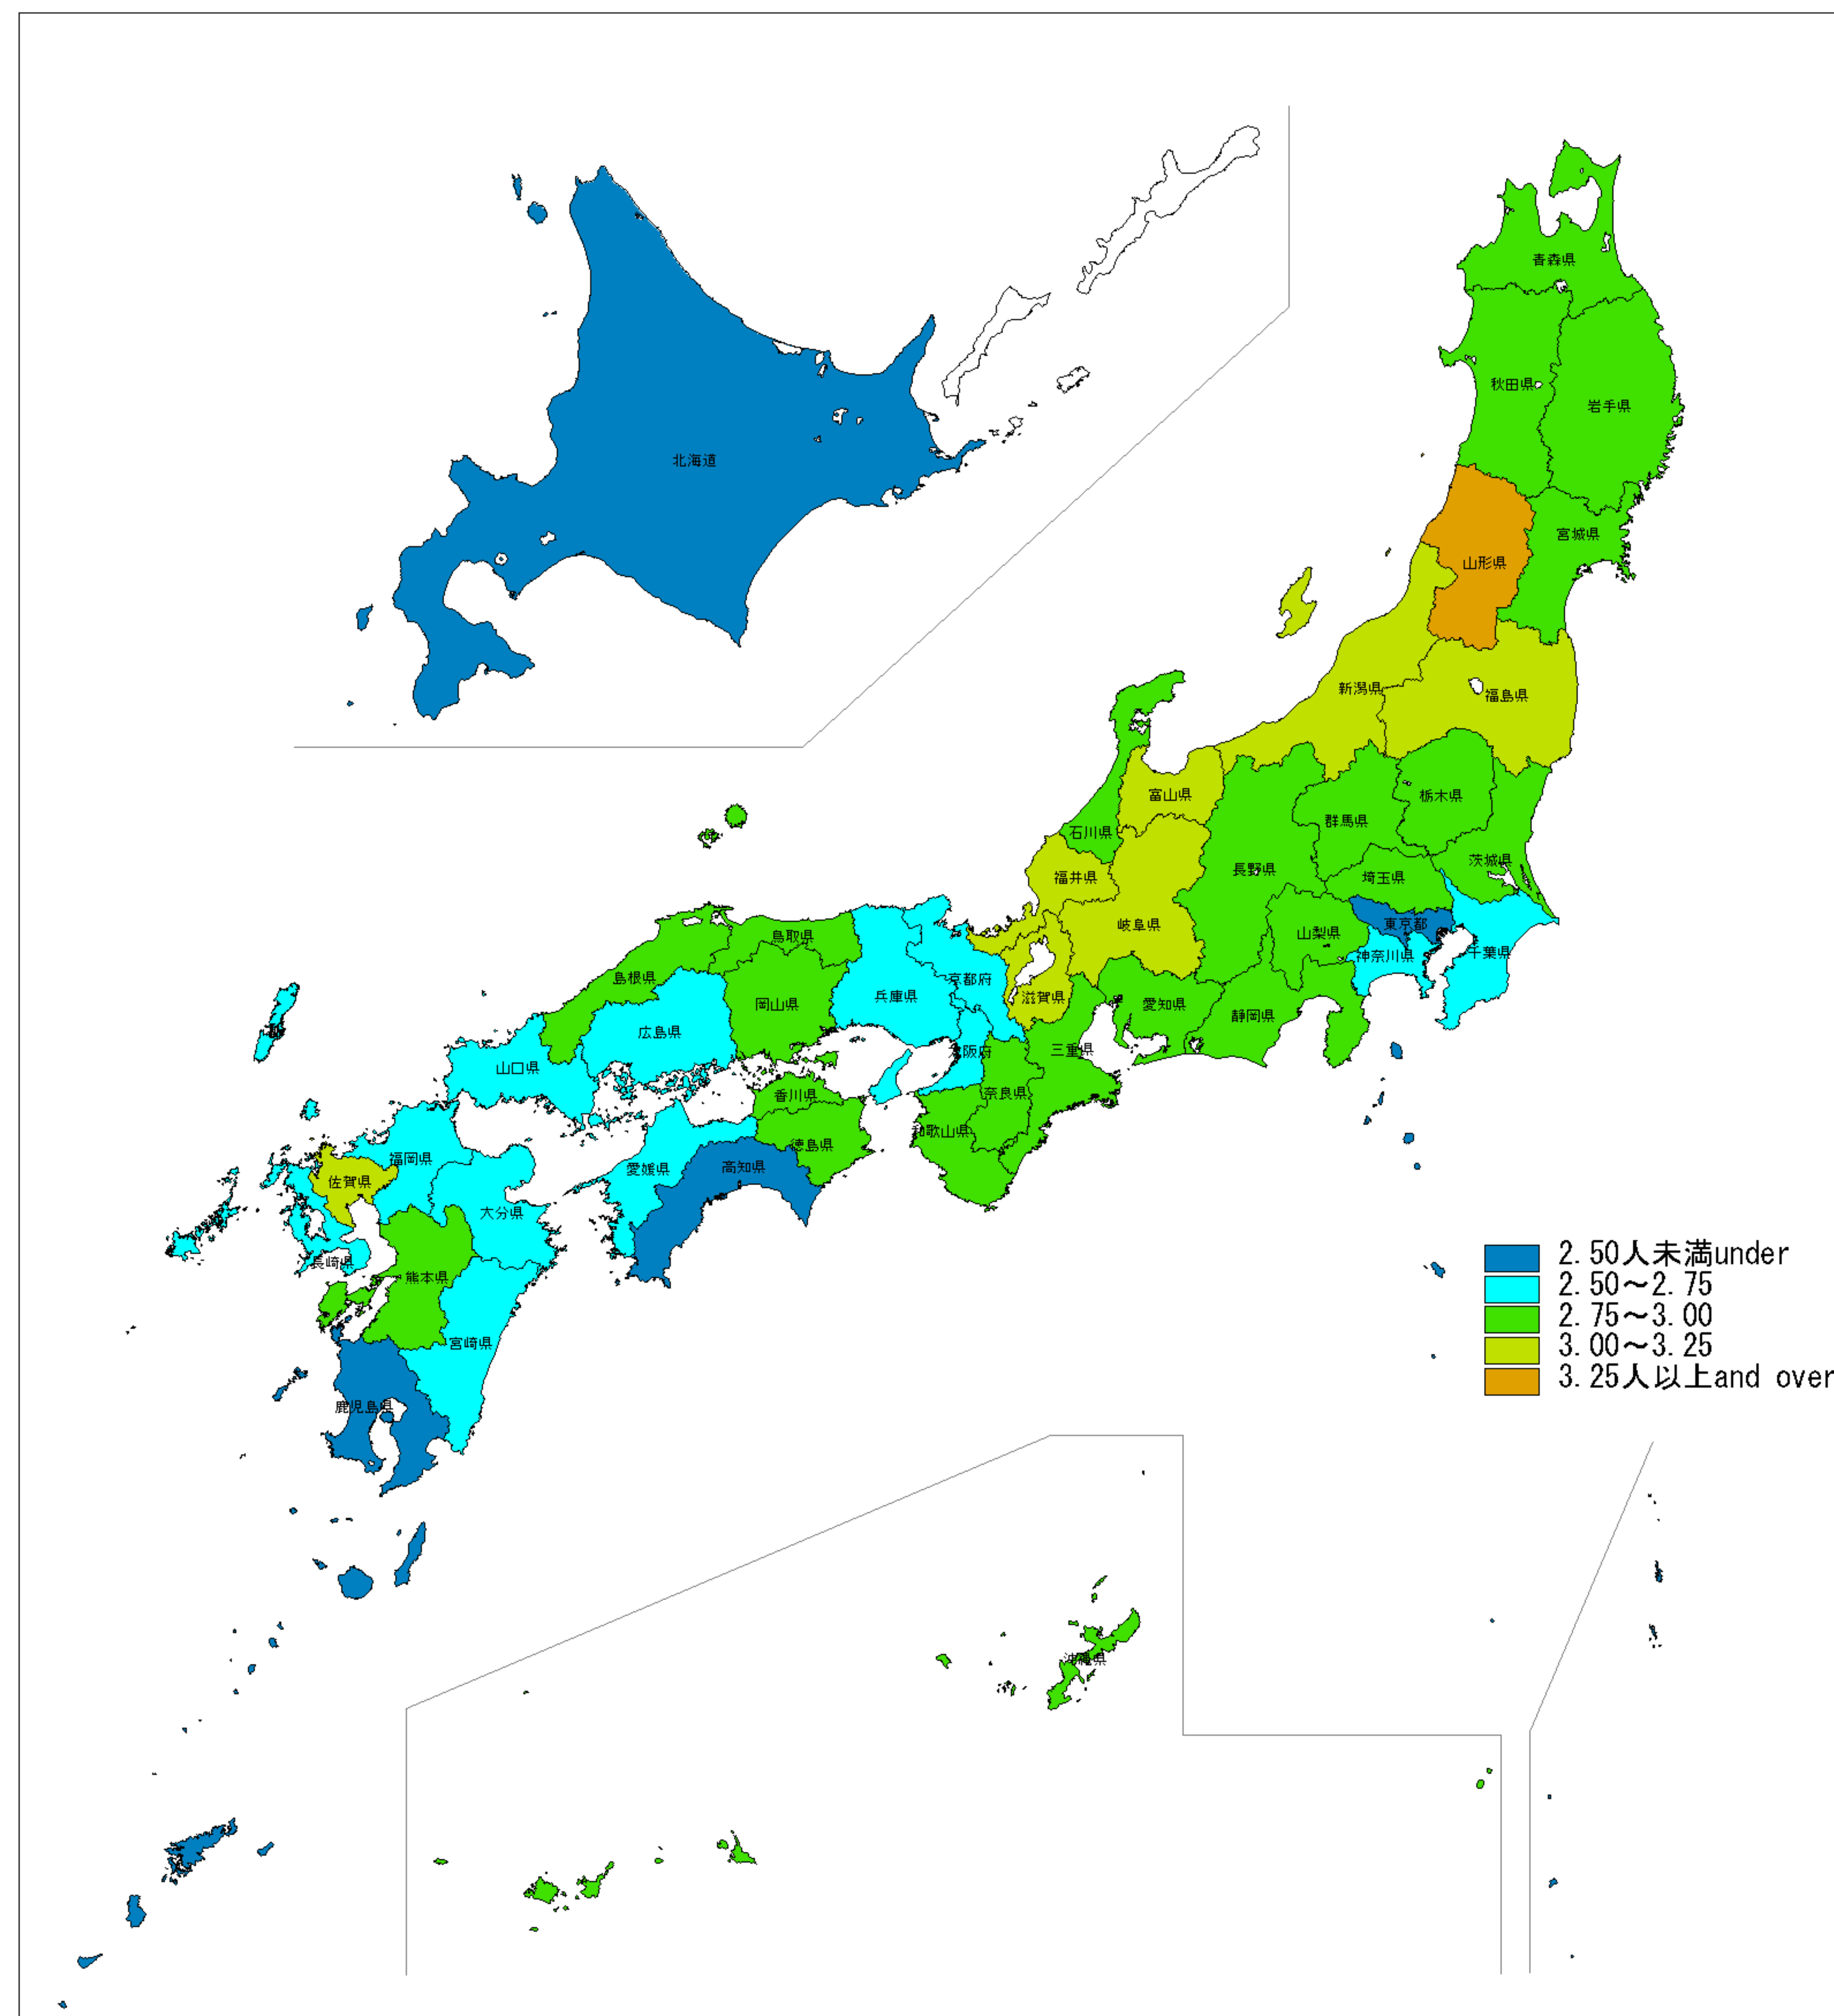 北海道
青森県
秋田県
岩手県
宮城県
山形県
新潟県
福島県
富山県
栃木県
群馬県
石川県
茨城県
長野県
福井県
埼玉県
岐阜県
東京都
山梨県
鳥取県
千葉県
神奈川県
島根県
京都府
兵庫県
滋賀県
岡山県
愛知県
静岡県
広島県
大阪府
三重県
山口県
香川県
奈良県
和歌山県
徳島県
福岡県
愛媛県
高知県
佐賀県
大分県
長崎県
熊本県
宮崎県
鹿児島県
沖縄県
2.50人未満under
2.50～2.75
2.75～3.00
3.00～3.25
3.25人以上and over